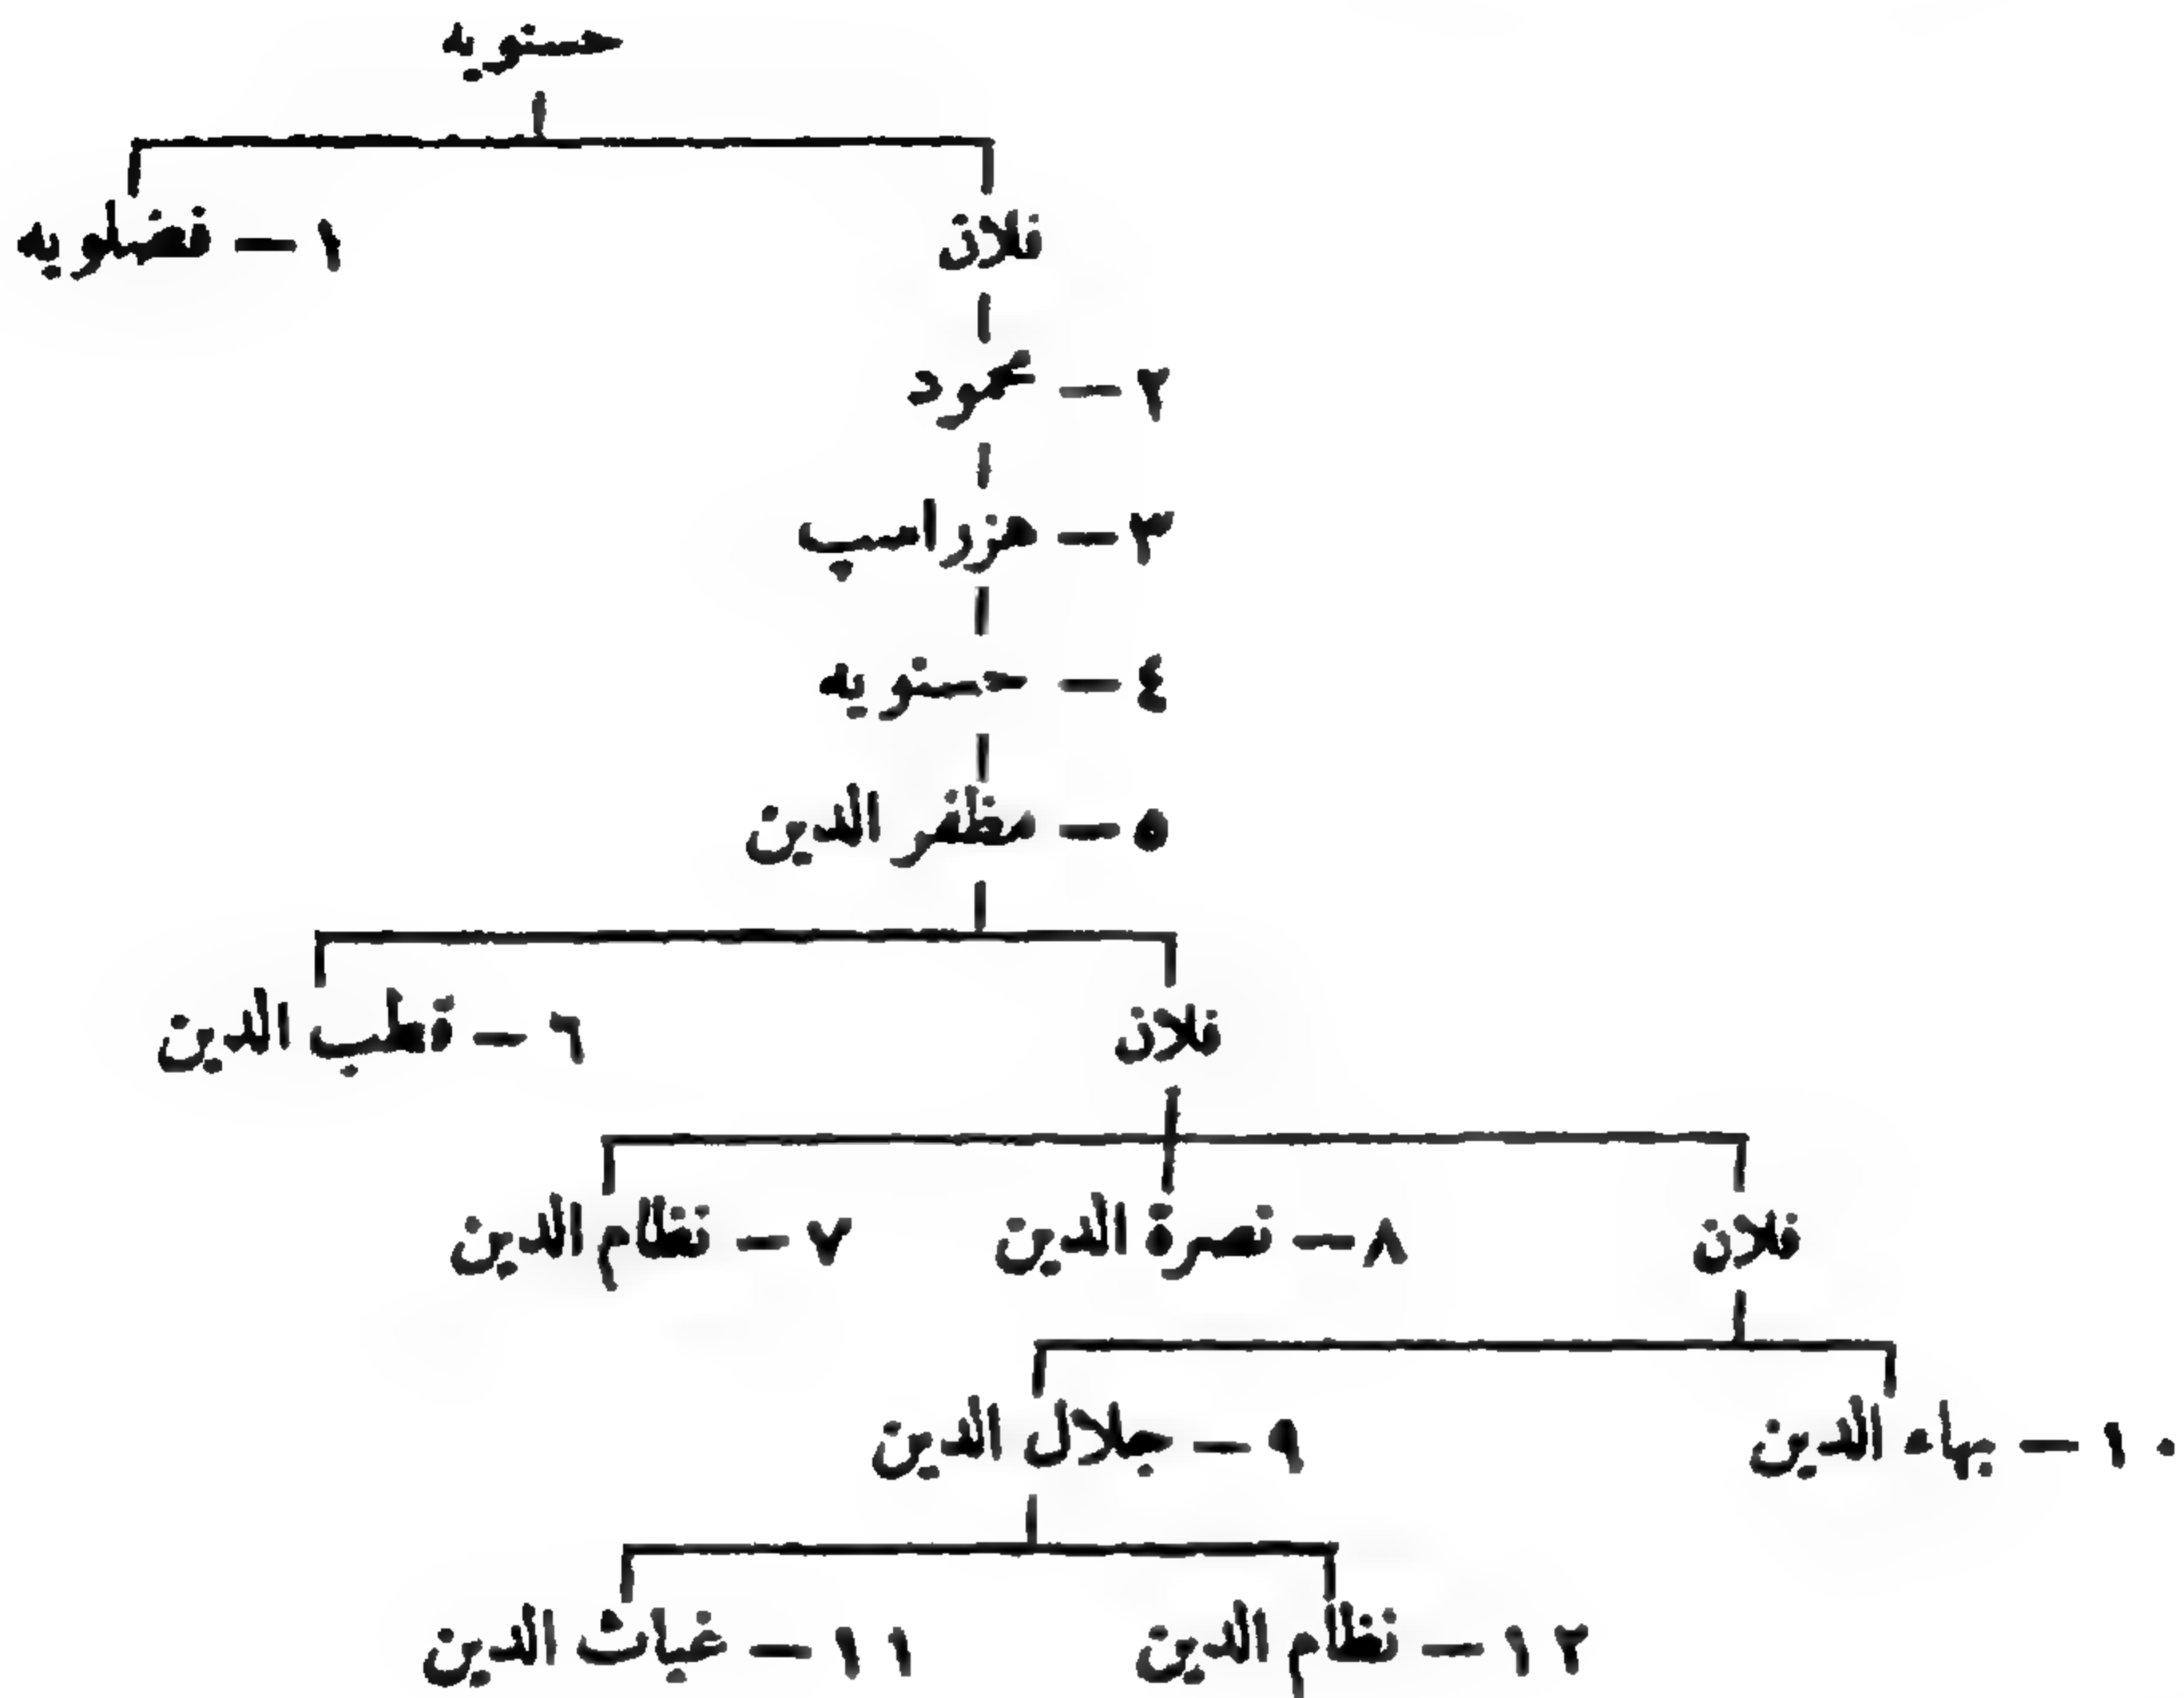 حسنويه
فلان
١ — فضلويه
٢ — محمود
٣ — هزراسب
٤ — حسنويه
٥ — مظفر الدين
فلان
٦ — قطب الدين
فلان
٨ — نصرة الدين
٧ — نظام الدين
١٠ — بهاء الدين
٩ — جلال الدين
١٢ — نظام الدين
١١ — غياث الدين